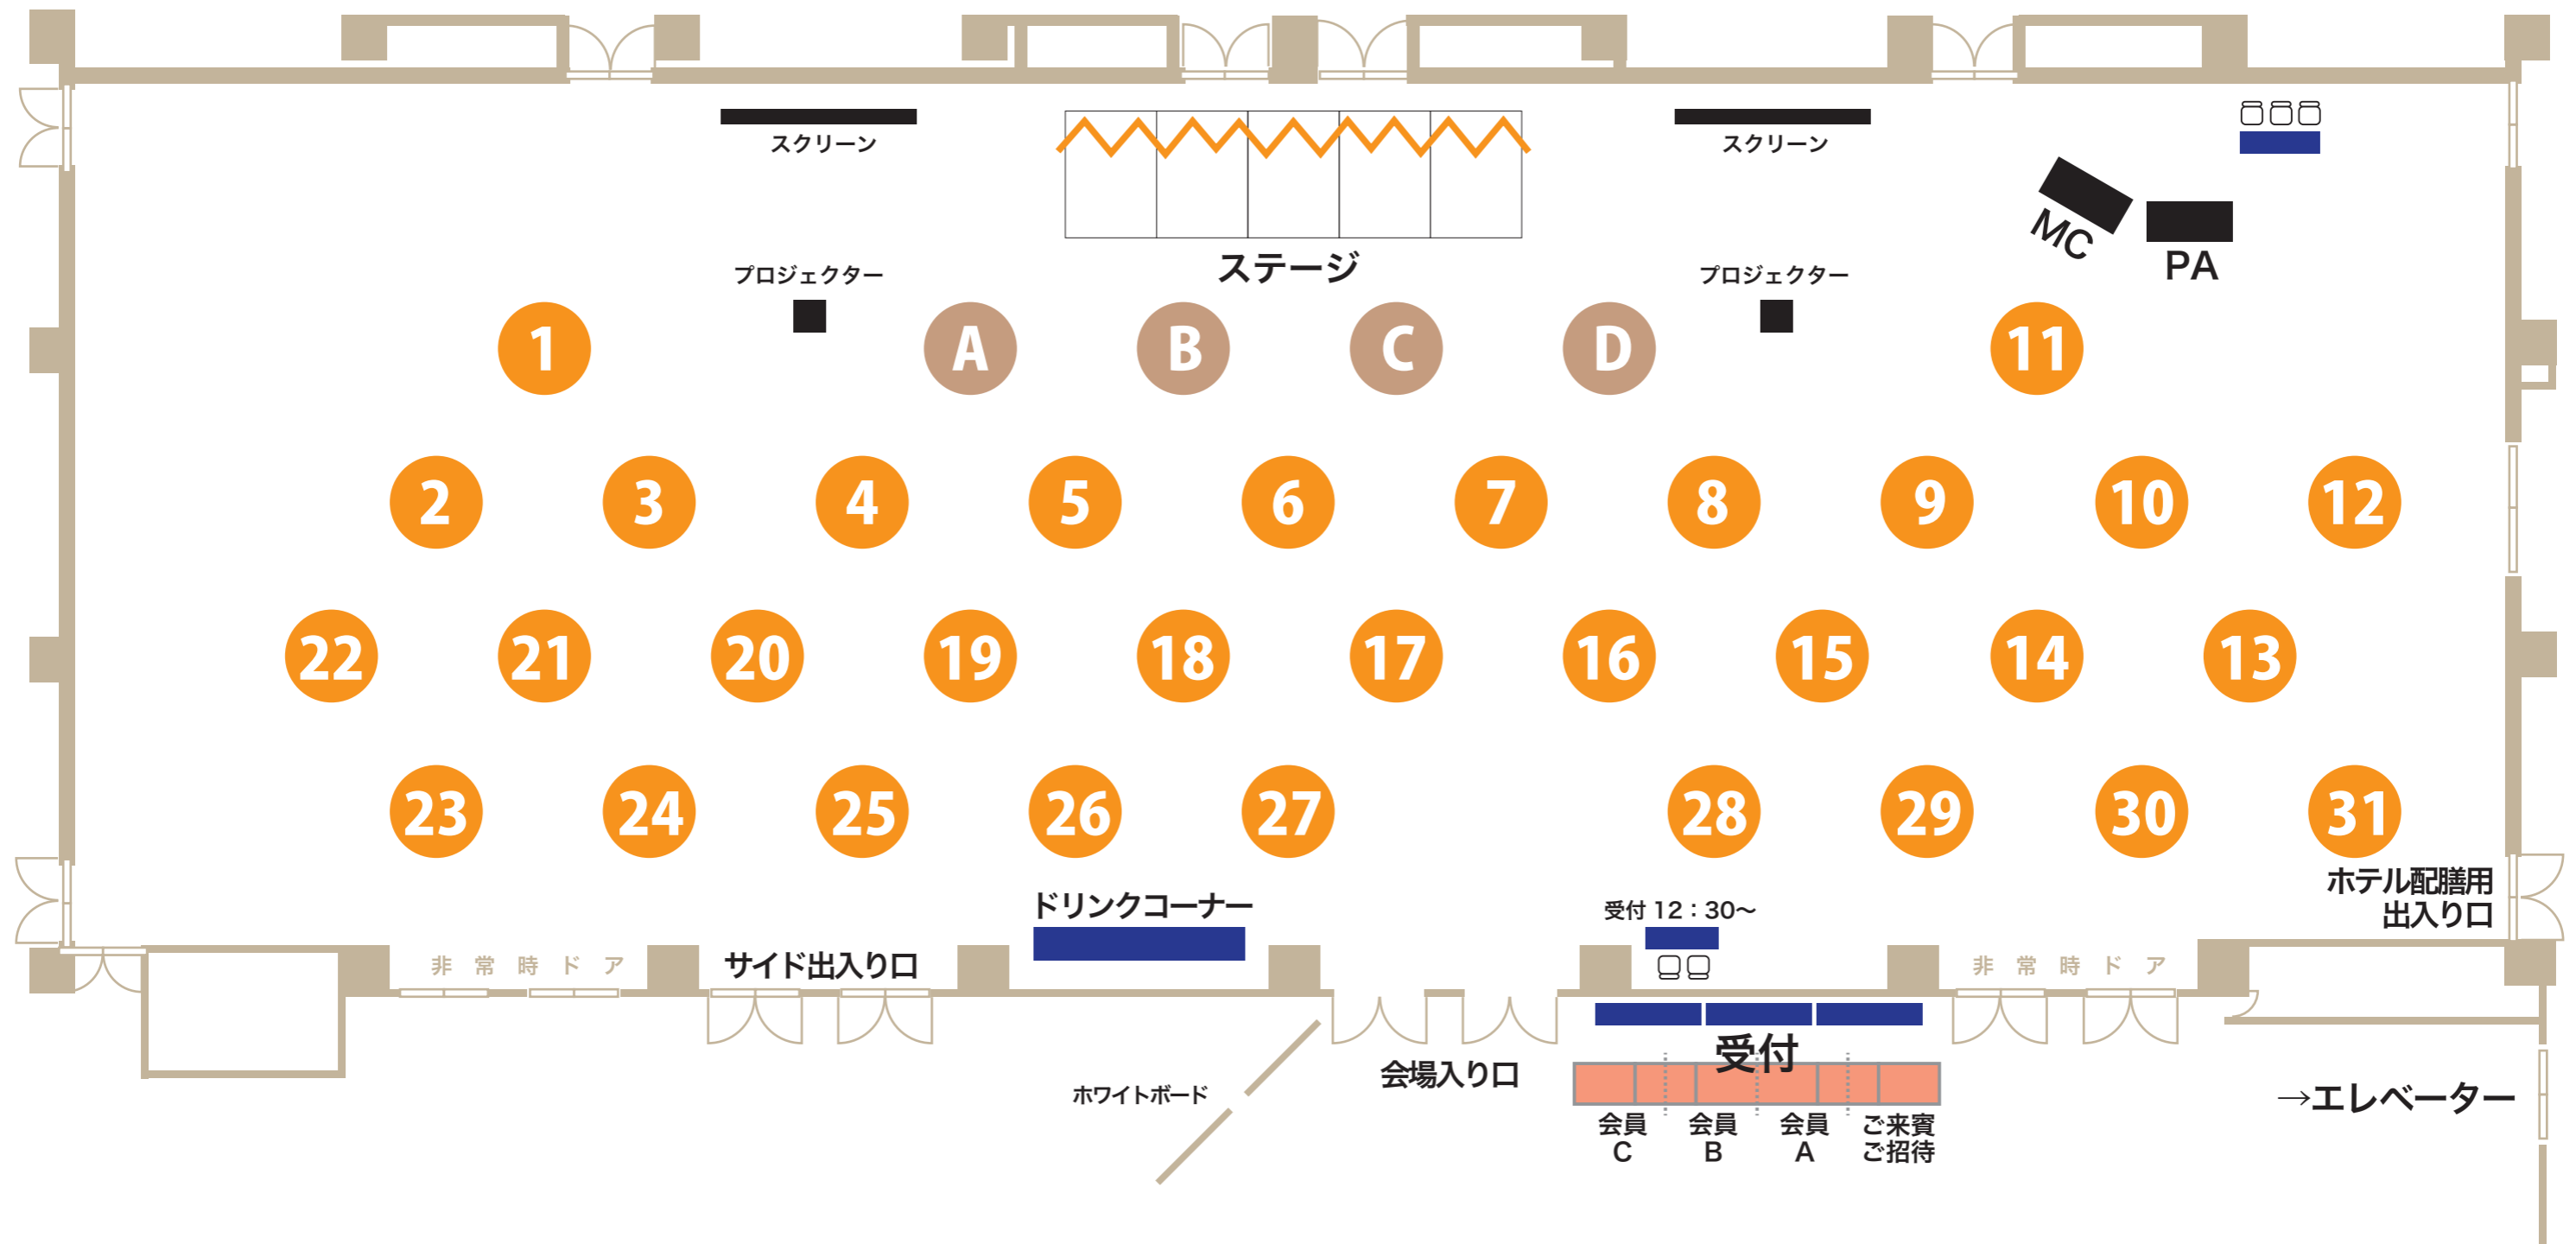 スクリーン
スクリーン
ステージ
MC
PA
プロジェクター
プロジェクター
1
A
B
C
D
11
2
3
4
5
6
7
8
9
10
12
22
21
20
19
18
17
16
15
14
13
23
24
25
26
27
28
29
30
31
ホテル配膳用
出入り口
ドリンクコーナー
受付 12：30〜
非常時ドア
サイド出入り口
非常時ドア
受付
会場入り口
ホワイトボード
→エレベーター
会員
C
会員
B
会員
A
ご来賓
ご招待